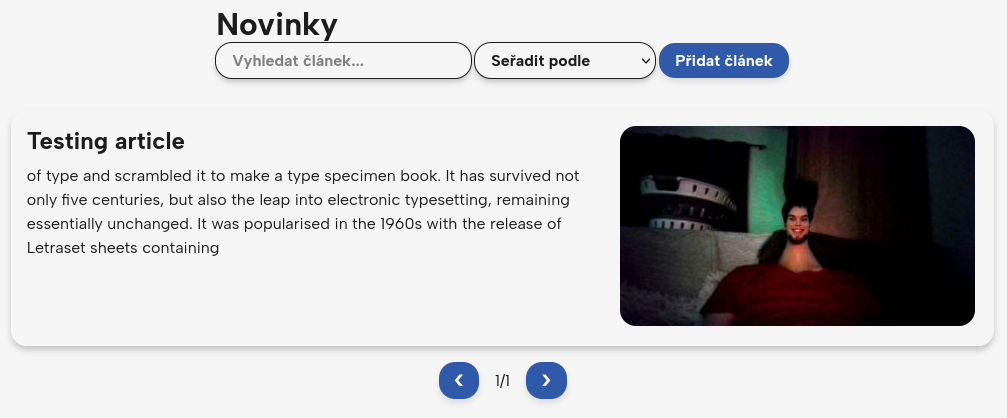 Novinky
Vyhledat článek...
Seřadit podle
Přidat článek
Testing article
of type and scrambled it to make a type specimen book. It has survived not
only five centuries, but also the leap into electronic typesetting, remaining
essentially unchanged. It was popularised in the 1960s with the release of
Letraset sheets containing
‹ 1/1 ›